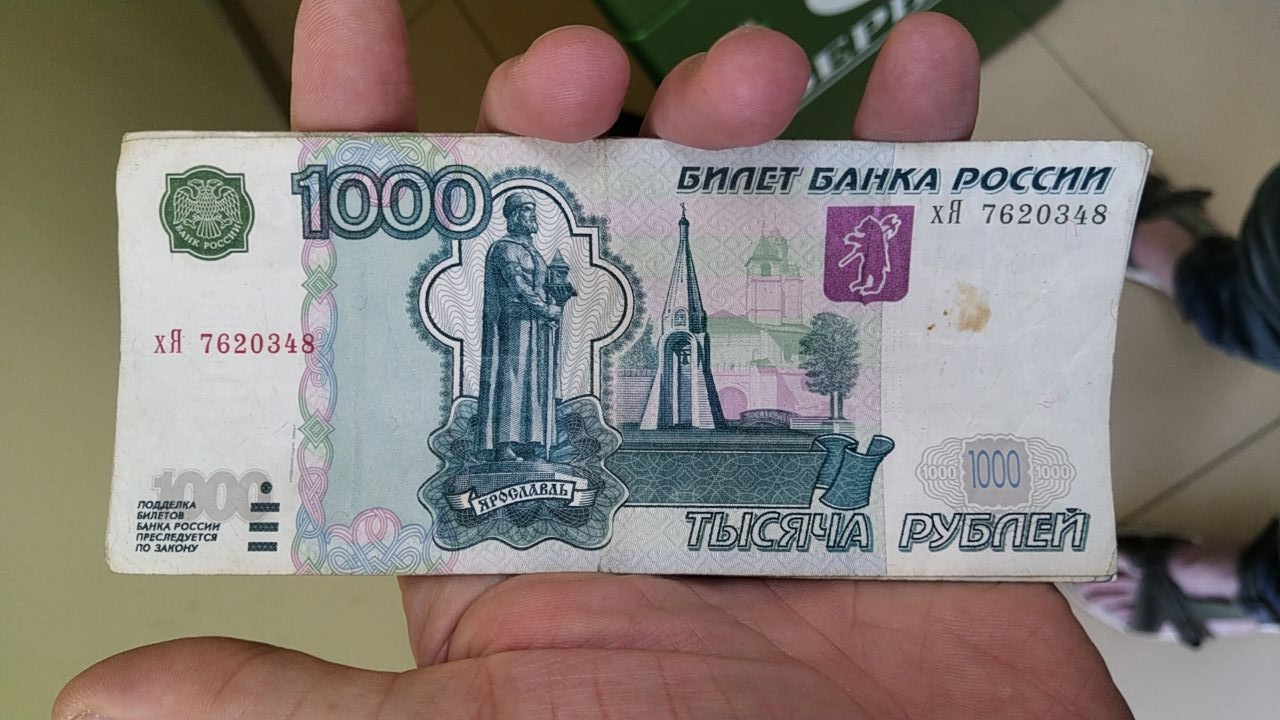 БЕРБ
БАНК РОССИИ
1000
БИЛЕТ БАНКА РОССИИ
хЯ 7620348
хЯ 7620348
1000
ПОДДЕЛКА
БИЛЕТОВ
БАНКА РОССИИ
ПРЕСЛЕДУЕТСЯ
ПО ЗАКОНУ
ЯРОСЛАВЛЬ
1000 1000 1000
ТЫСЯЧА РУБЛЕЙ